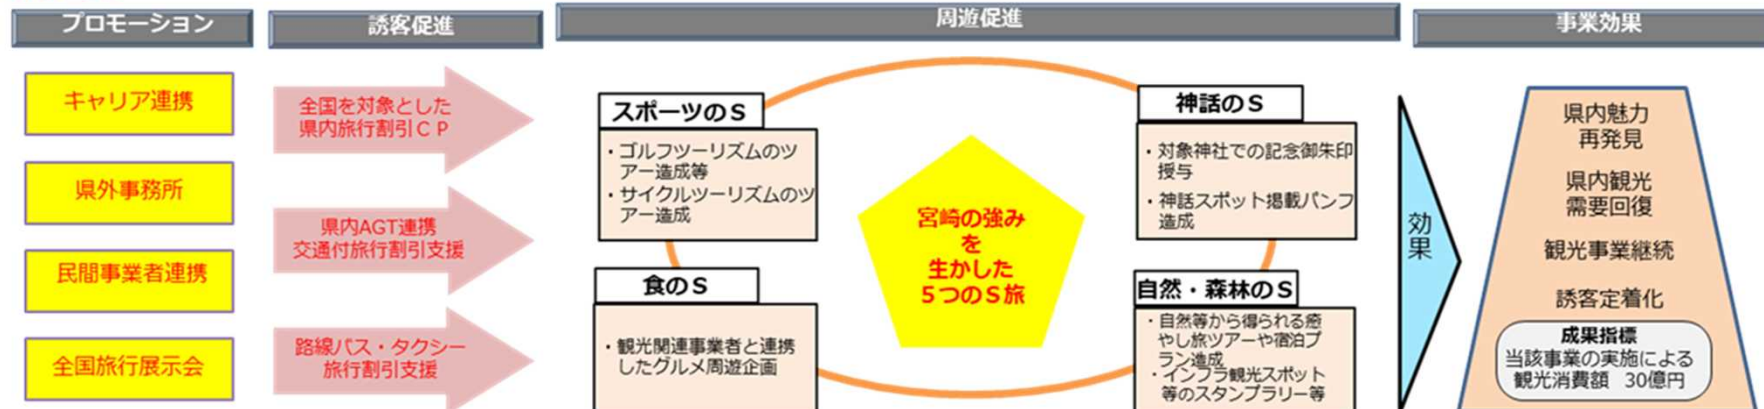 プロモーション
キャリア連携
県外事務所
民間事業者連携
全国旅行展示会
誘客促進
全国を対象とした
県内旅行割引ＣＰ
県内AGT連携
交通付旅行割引支援
路線バス・タクシー
旅行割引支援
周遊促進
スポーツのＳ
・ゴルフツーリズムのツ
アー造成等
・サイクルツーリズムのツ
アー造成
神話のＳ
・対象神社での記念御朱印
授与
・神話スポット掲載パンフ
造成
宮崎の強み
を
生かした
５つのＳ旅
食のＳ
・観光関連事業者と連携
したグルメ周遊企画
自然・森林のＳ
・自然等から得られる癒
やし旅ツアーや宿泊プ
ラン造成
・インフラ観光スポット
等のスタンプラリー等
効
果
事業効果
県内魅力
再発見
県内観光
需要回復
観光事業継続
誘客定着化
成果指標
当該事業の実施による
観光消費額　30億円